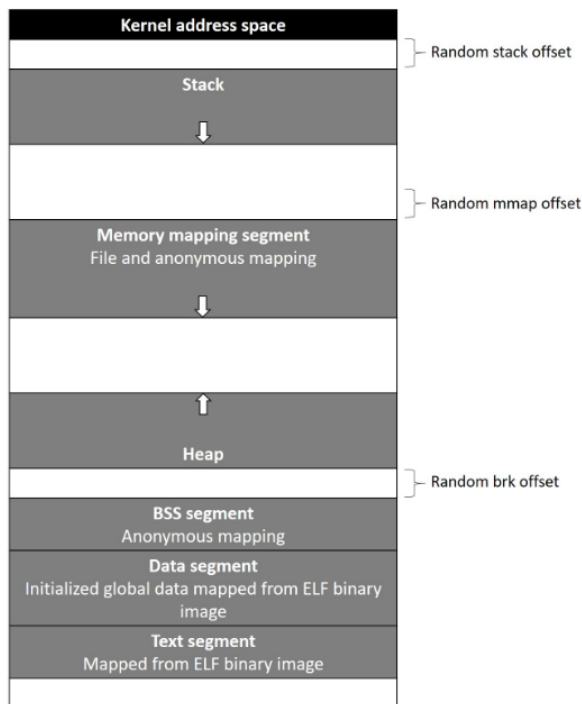 Kernel address space
Random stack offset
Stack
Random mmap offset
Memory mapping segment
File and anonymous mapping
Heap
Random brk offset
BSS segment
Anonymous mapping
Data segment
Initialized global data mapped from ELF binary
image
Text segment
Mapped from ELF binary image